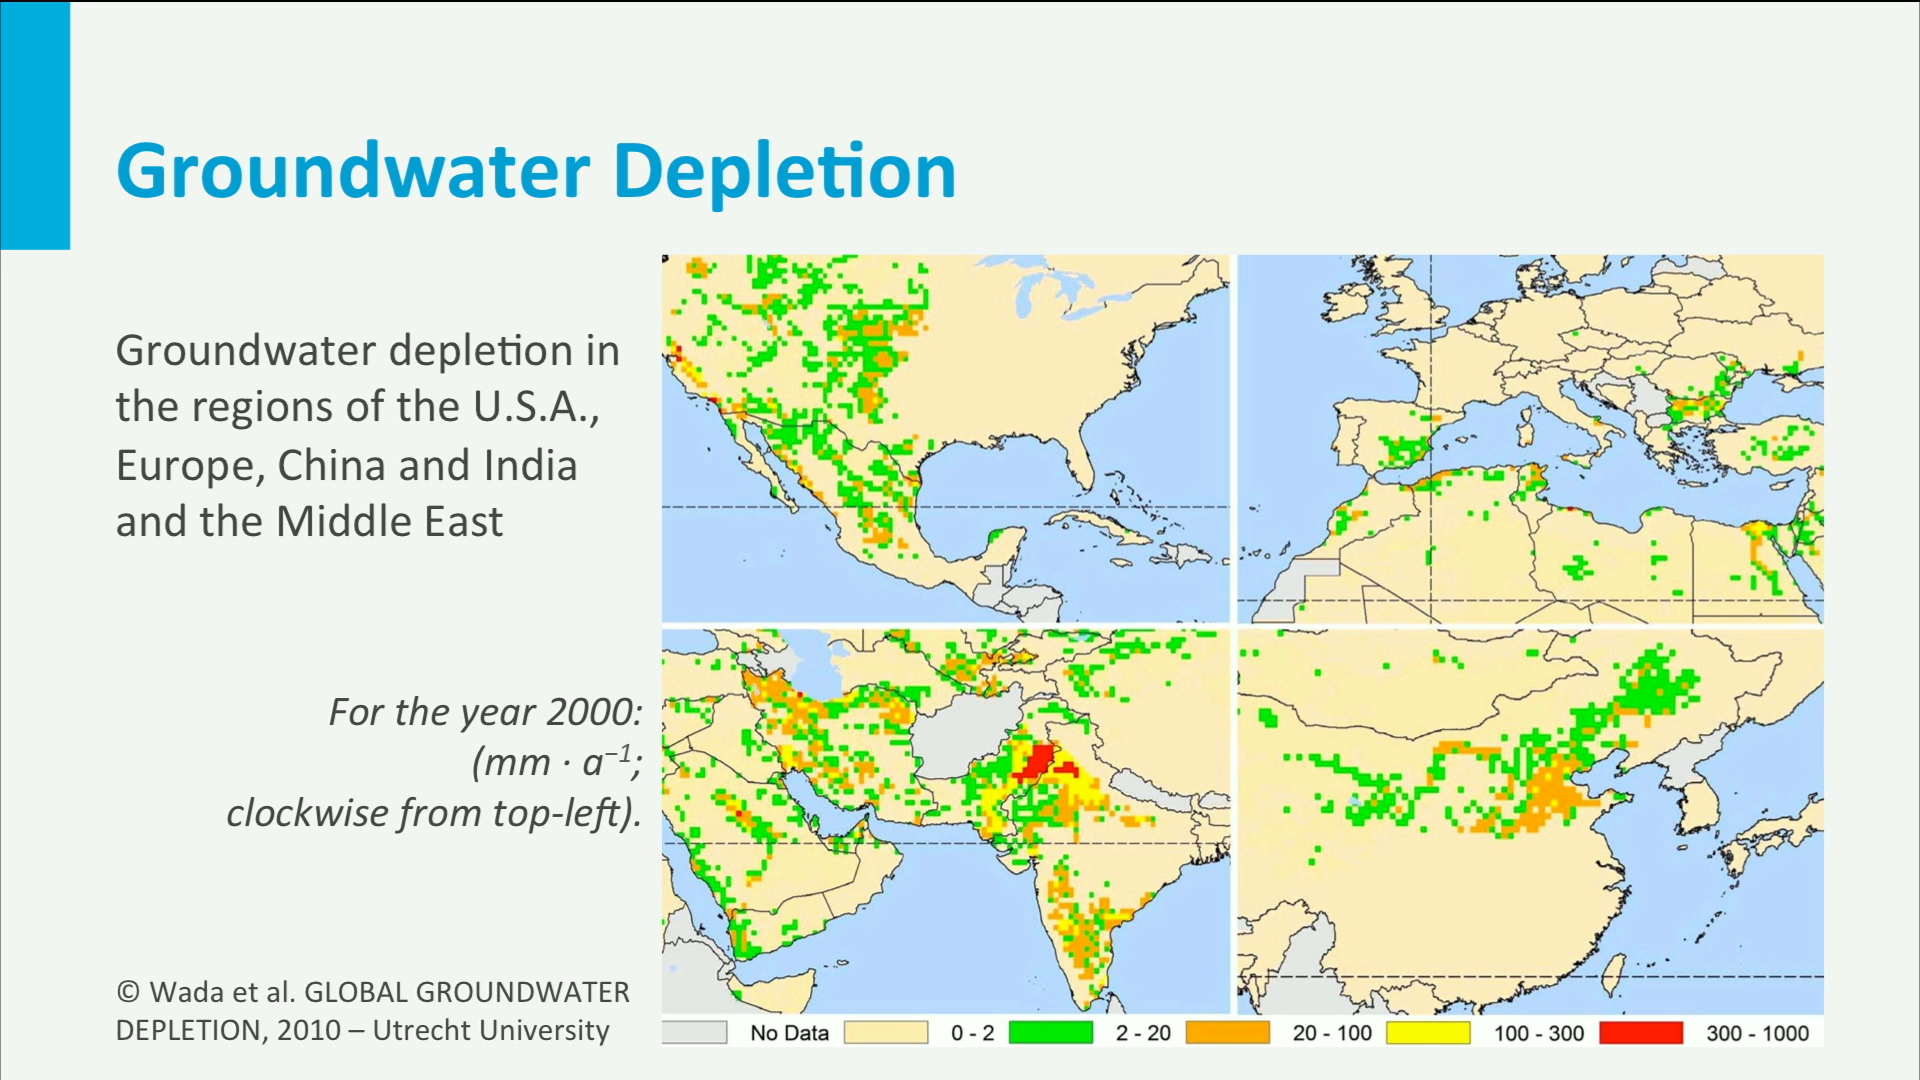 Groundwater Depletion
Groundwater depletion in
the regions of the U.S.A.,
Europe, China and India
and the Middle East
For the year 2000:
(mm · a⁻¹;
clockwise from top-left).
© Wada et al. GLOBAL GROUNDWATER
DEPLETION, 2010 – Utrecht University
No Data 0 - 2 2 - 20 20 - 100 100 - 300 300 - 1000